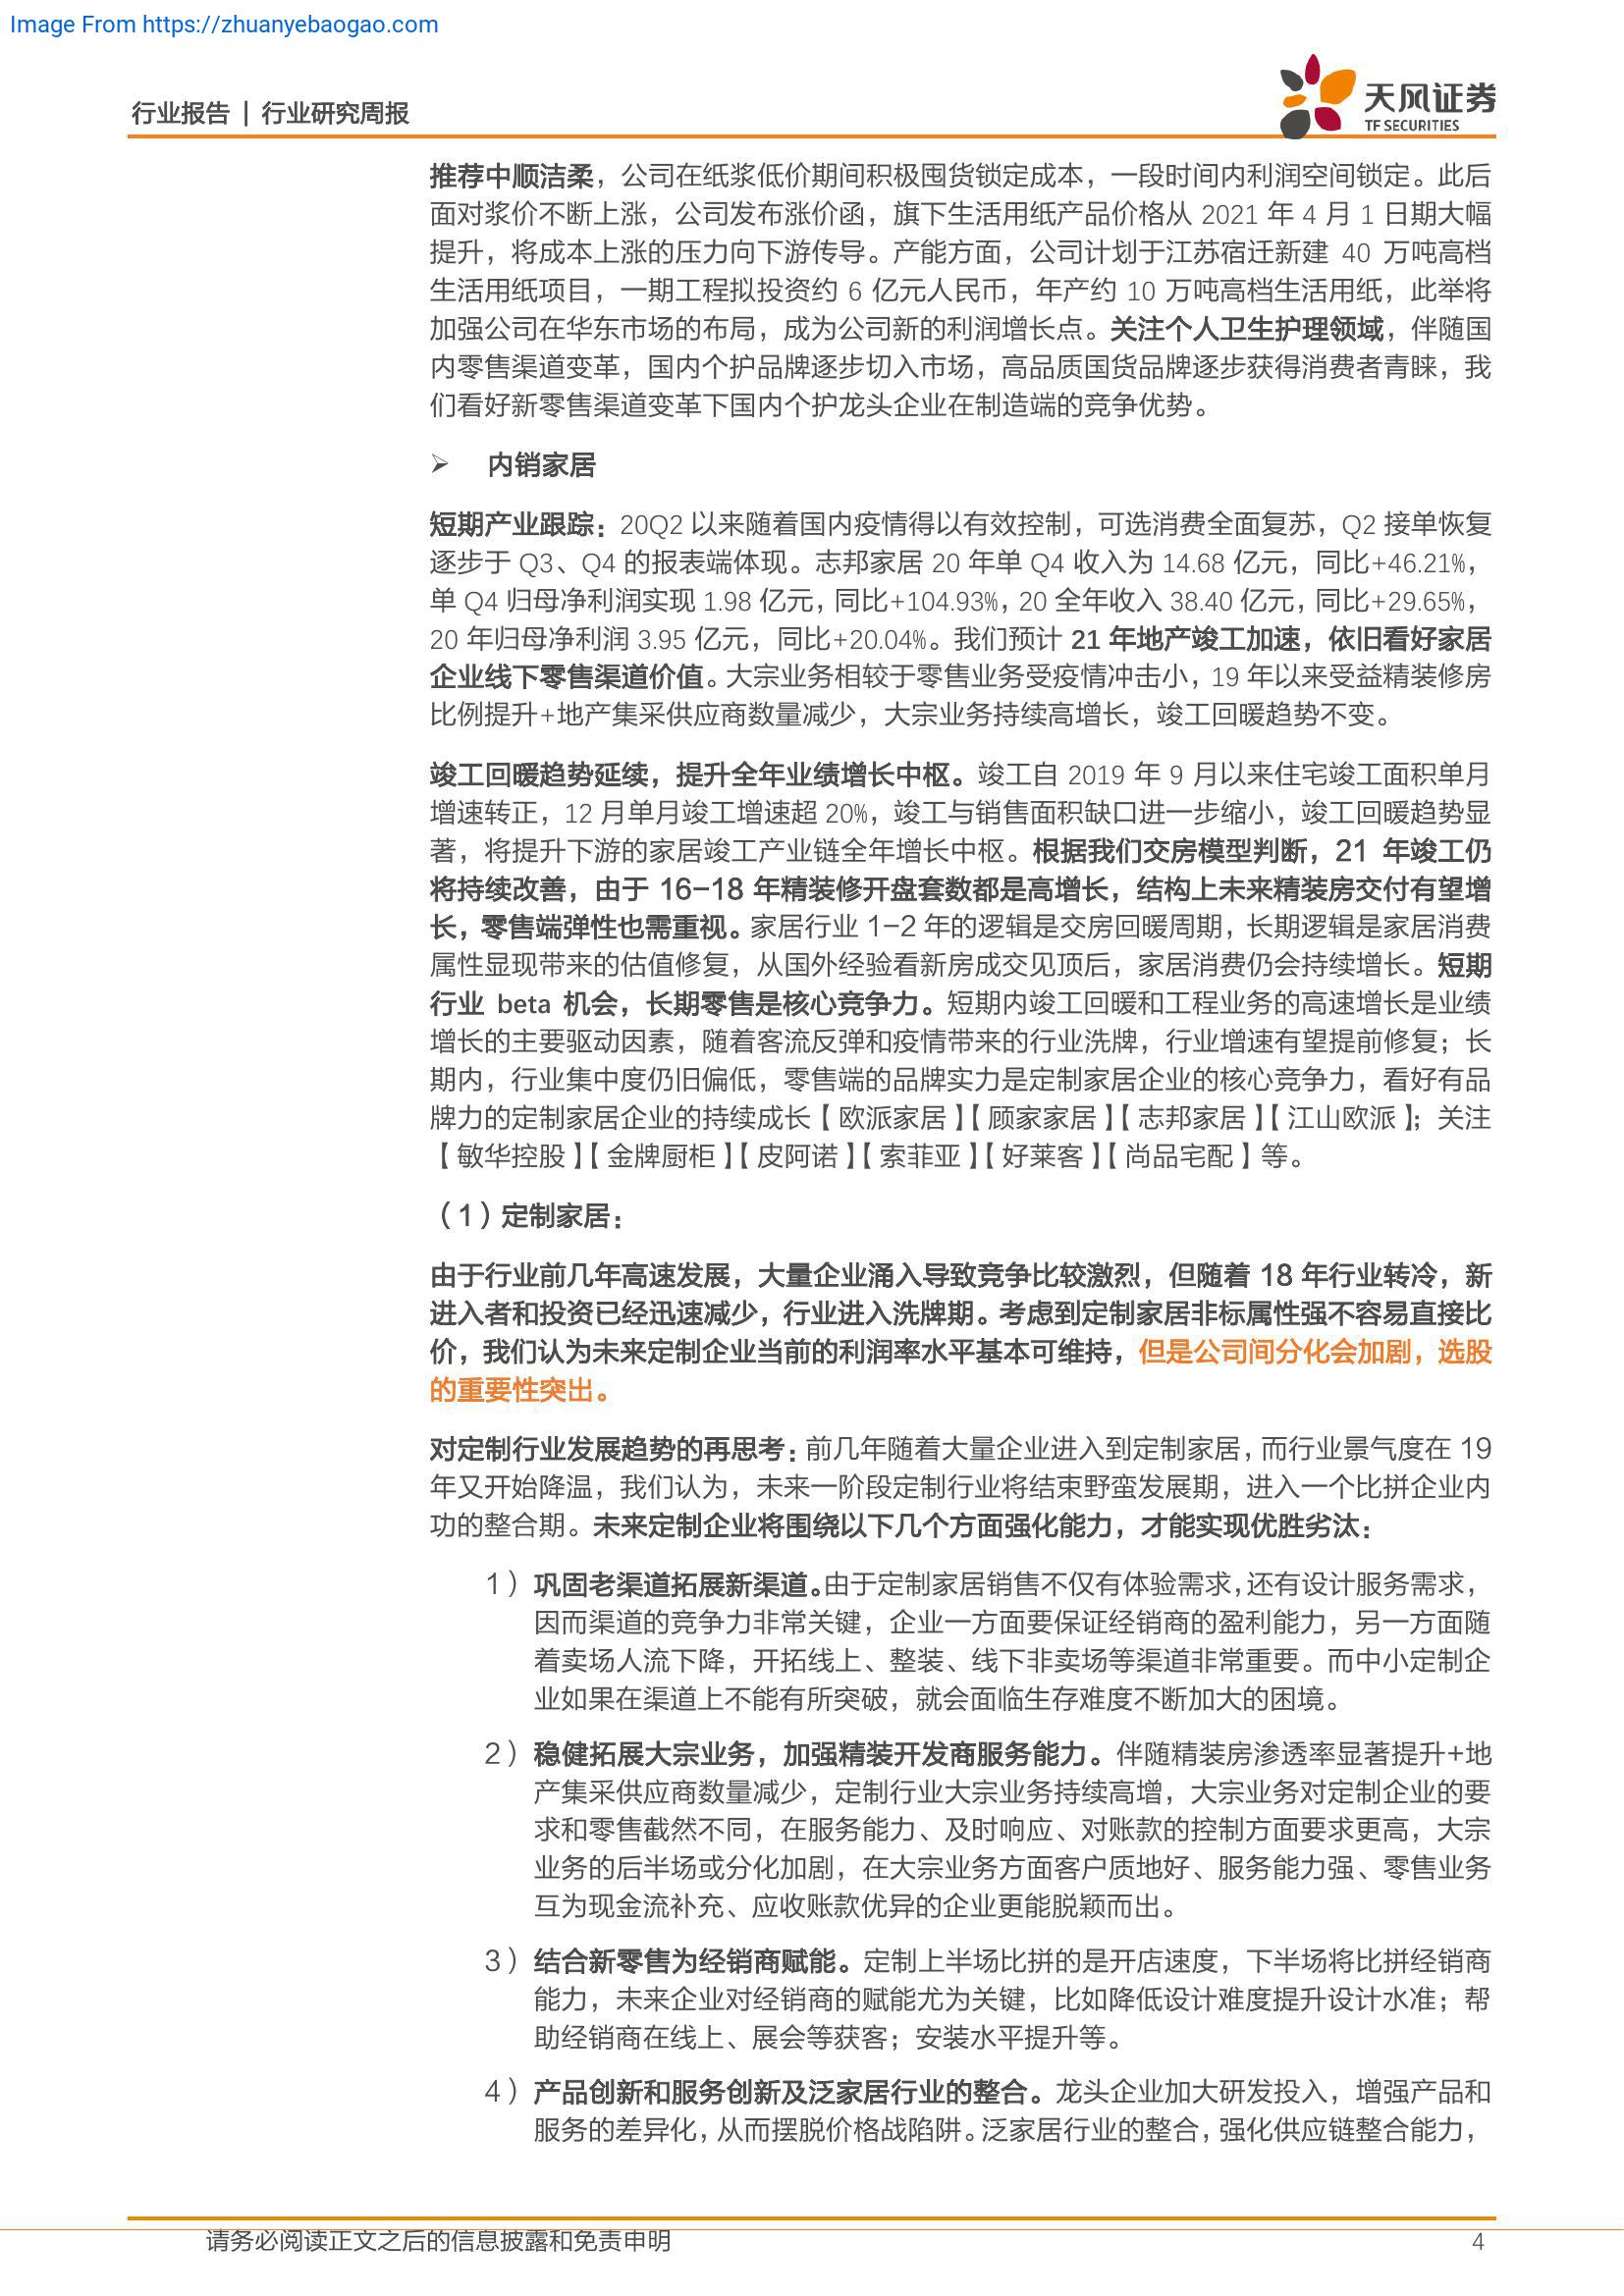 Image From https://zhuanyebaogao.com
行业报告 | 行业研究周报
天风证券
TF SECURITIES
推荐中顺洁柔，公司在纸浆低价期间积极囤货锁定成本，一段时间内利润空间锁定。此后
面对浆价不断上涨，公司发布涨价函，旗下生活用纸产品价格从 2021 年 4 月 1 日期大幅
提升，将成本上涨的压力向下游传导。产能方面，公司计划于江苏宿迁新建 40 万吨高档
生活用纸项目，一期工程拟投资约 6 亿元人民币，年产约 10 万吨高档生活用纸，此举将
加强公司在华东市场的布局，成为公司新的利润增长点。关注个人卫生护理领域，伴随国
内零售渠道变革，国内个护品牌逐步切入市场，高品质国货品牌逐步获得消费者青睐，我
们看好新零售渠道变革下国内个护龙头企业在制造端的竞争优势。
➢ 内销家居
短期产业跟踪：20Q2 以来随着国内疫情得以有效控制，可选消费全面复苏，Q2 接单恢复
逐步于 Q3、Q4 的报表端体现。志邦家居 20 年单 Q4 收入为 14.68 亿元，同比+46.21%，
单 Q4 归母净利润实现 1.98 亿元，同比+104.93%，20 全年收入 38.40 亿元，同比+29.65%，
20 年归母净利润 3.95 亿元，同比+20.04%。我们预计 21 年地产竣工加速，依旧看好家居
企业线下零售渠道价值。大宗业务相较于零售业务受疫情冲击小，19 年以来受益精装修房
比例提升+地产集采供应商数量减少，大宗业务持续高增长，竣工回暖趋势不变。
竣工回暖趋势延续，提升全年业绩增长中枢。竣工自 2019 年 9 月以来住宅竣工面积单月
增速转正，12 月单月竣工增速超 20%，竣工与销售面积缺口进一步缩小，竣工回暖趋势显
著，将提升下游的家居竣工产业链全年增长中枢。根据我们交房模型判断，21 年竣工仍
将持续改善，由于 16-18 年精装修开盘套数都是高增长，结构上未来精装房交付有望增
长，零售端弹性也需重视。家居行业 1-2 年的逻辑是交房回暖周期，长期逻辑是家居消费
属性显现带来的估值修复，从国外经验看新房成交见顶后，家居消费仍会持续增长。短期
行业 beta 机会，长期零售是核心竞争力。短期内竣工回暖和工程业务的高速增长是业绩
增长的主要驱动因素，随着客流反弹和疫情带来的行业洗牌，行业增速有望提前修复；长
期内，行业集中度仍旧偏低，零售端的品牌实力是定制家居企业的核心竞争力，看好有品
牌力的定制家居企业的持续成长【欧派家居】【顾家家居】【志邦家居】【江山欧派】；关注
【敏华控股】【金牌厨柜】【皮阿诺】【索菲亚】【好莱客】【尚品宅配】等。
（1）定制家居：
由于行业前几年高速发展，大量企业涌入导致竞争比较激烈，但随着 18 年行业转冷，新
进入者和投资已经迅速减少，行业进入洗牌期。考虑到定制家居非标属性强不容易直接比
价，我们认为未来定制企业当前的利润率水平基本可维持，但是公司间分化会加剧，选股
的重要性突出。
对定制行业发展趋势的再思考：前几年随着大量企业进入到定制家居，而行业景气度在 19
年又开始降温，我们认为，未来一阶段定制行业将结束野蛮发展期，进入一个比拼企业内
功的整合期。未来定制企业将围绕以下几个方面强化能力，才能实现优胜劣汰：
1）巩固老渠道拓展新渠道。由于定制家居销售不仅有体验需求，还有设计服务需求，
因而渠道的竞争力非常关键，企业一方面要保证经销商的盈利能力，另一方面随
着卖场人流下降，开拓线上、整装、线下非卖场等渠道非常重要。而中小定制企
业如果在渠道上不能有所突破，就会面临生存难度不断加大的困境。
2）稳健拓展大宗业务，加强精装开发商服务能力。伴随精装房渗透率显著提升+地
产集采供应商数量减少，定制行业大宗业务持续高增，大宗业务对定制企业的要
求和零售截然不同，在服务能力、及时响应、对账款的控制方面要求更高，大宗
业务的后半场或分化加剧，在大宗业务方面客户质地好、服务能力强、零售业务
互为现金流补充、应收账款优异的企业更能脱颖而出。
3）结合新零售为经销商赋能。定制上半场比拼的是开店速度，下半场将比拼经销商
能力，未来企业对经销商的赋能尤为关键，比如降低设计难度提升设计水准；帮
助经销商在线上、展会等获客；安装水平提升等。
4）产品创新和服务创新及泛家居行业的整合。龙头企业加大研发投入，增强产品和
服务的差异化，从而摆脱价格战陷阱。泛家居行业的整合，强化供应链整合能力，
请务必阅读正文之后的信息披露和免责申明
4